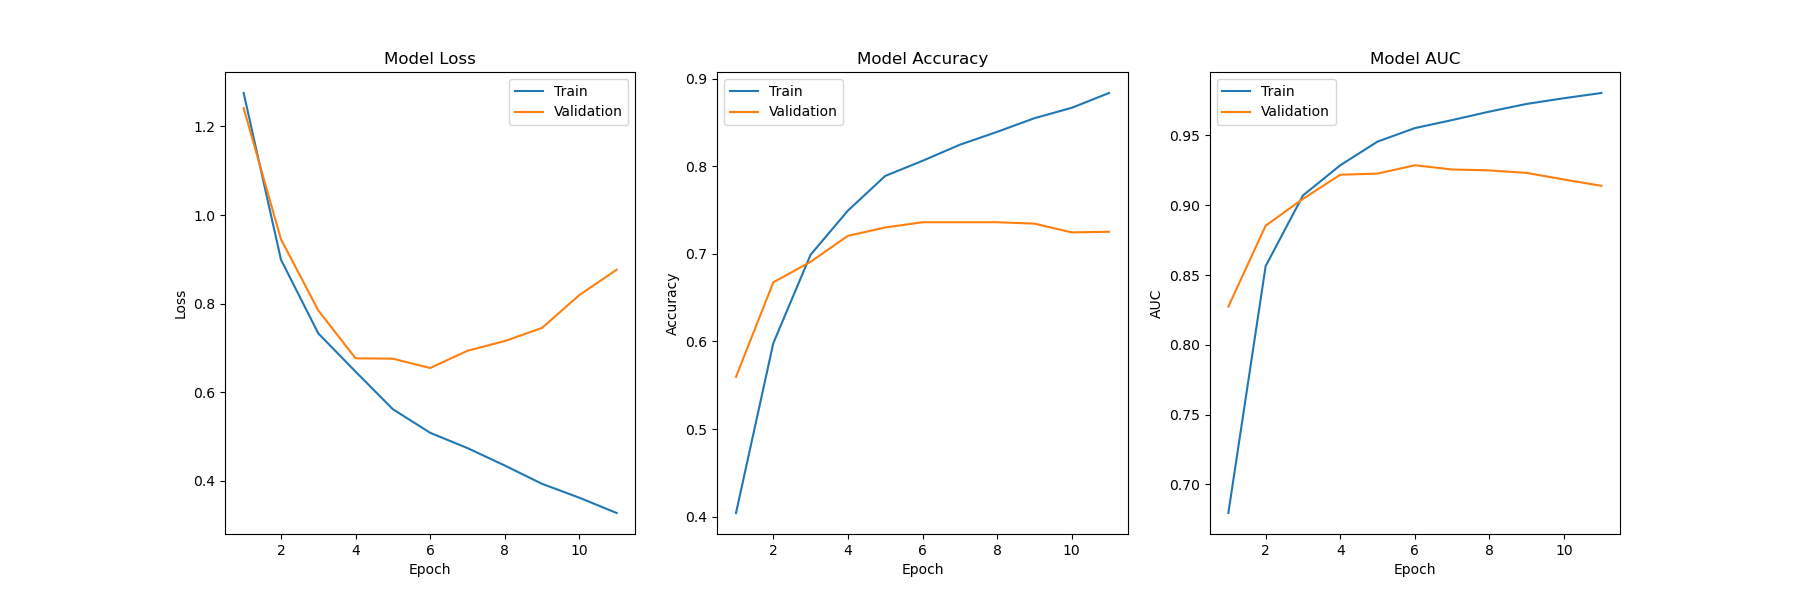 Model Loss
Train
Validation
1.2
1.0
0.8
0.6
0.4
Loss
2 4 6 8 10
Epoch
Model Accuracy
Train
Validation
0.9
0.8
0.7
0.6
0.5
0.4
Accuracy
2 4 6 8 10
Epoch
Model AUC
Train
Validation
0.95
0.90
0.85
0.80
0.75
0.70
AUC
2 4 6 8 10
Epoch